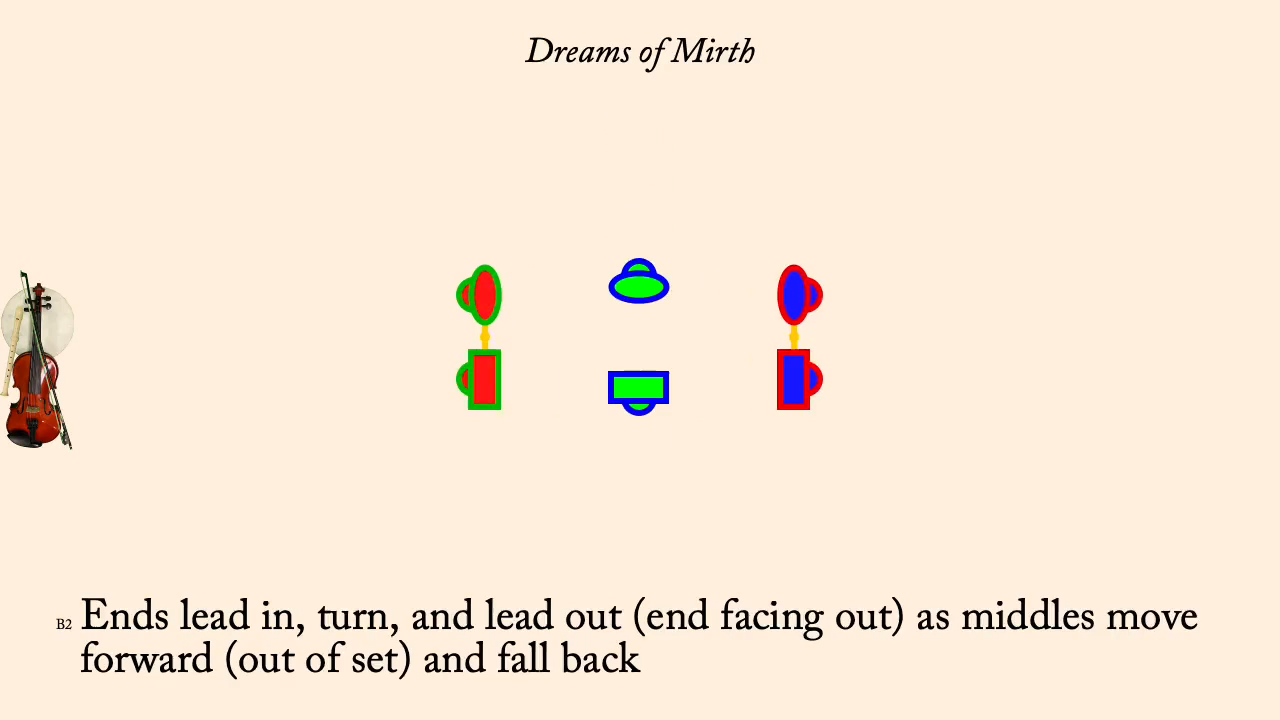 Dreams of Mirth
B2 Ends lead in, turn, and lead out (end facing out) as middles move
forward (out of set) and fall back